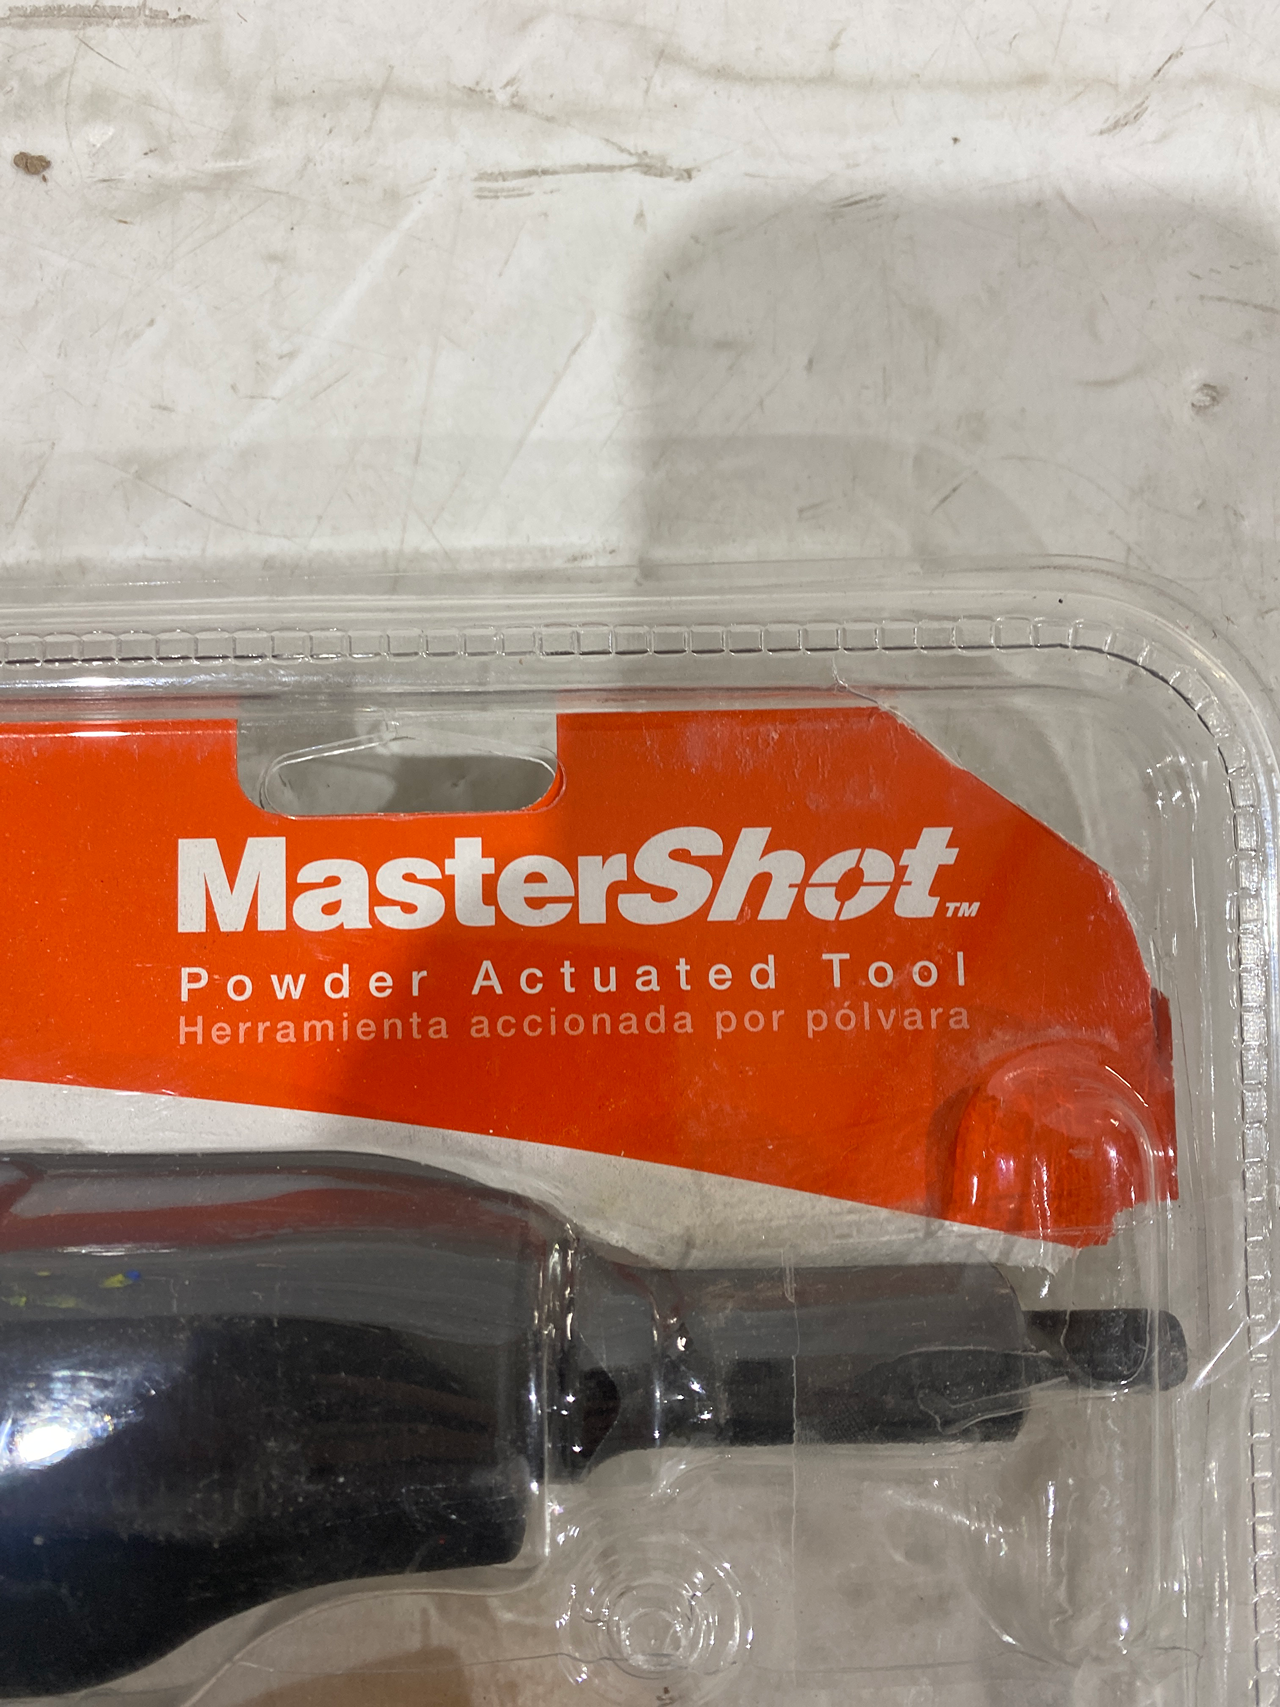 MasterShot™
Powder Actuated Tool
Herramienta accionada por pólvara